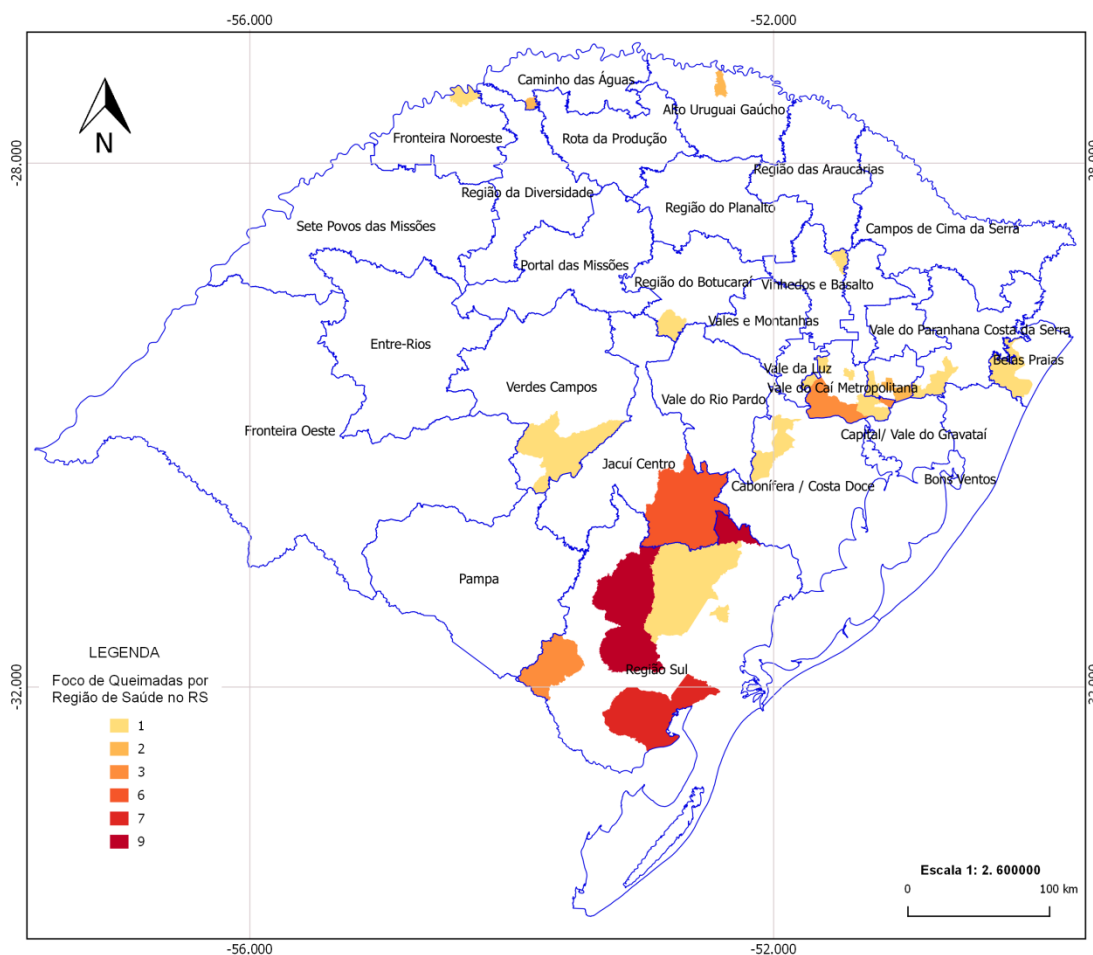 -56.000
-52.000
Caminho das Águas
Alto Uruguai Gaúcho
Fronteira Noroeste
Rota da Produção
-28.000
-28.000
Região das Araucárias
Região da Diversidade
Região do Planalto
Sete Povos das Missões
Campos de Cima da Serra
N
Portal das Missões
Região do Botucaraí
Vinhedos e Basalto
Vales e Montanhas
Vale do Paranhana Costa da Serra
Entre-Rios
Belas Praias
Vale da Luz
Verdes Campos
Vale do Caí Metropolitana
Vale do Rio Pardo
Fronteira Oeste
Capital/ Vale do Gravataí
Jacuí Centro
Bons Ventos
Cabonífera / Costa Doce
Pampa
LEGENDA
Foco de Queimadas por
Região de Saúde no RS
Região Sul
-32.000
-32.000
1
2
3
6
7
9
Escala 1: 2. 600000
0
100 km
-56.000
-52.000